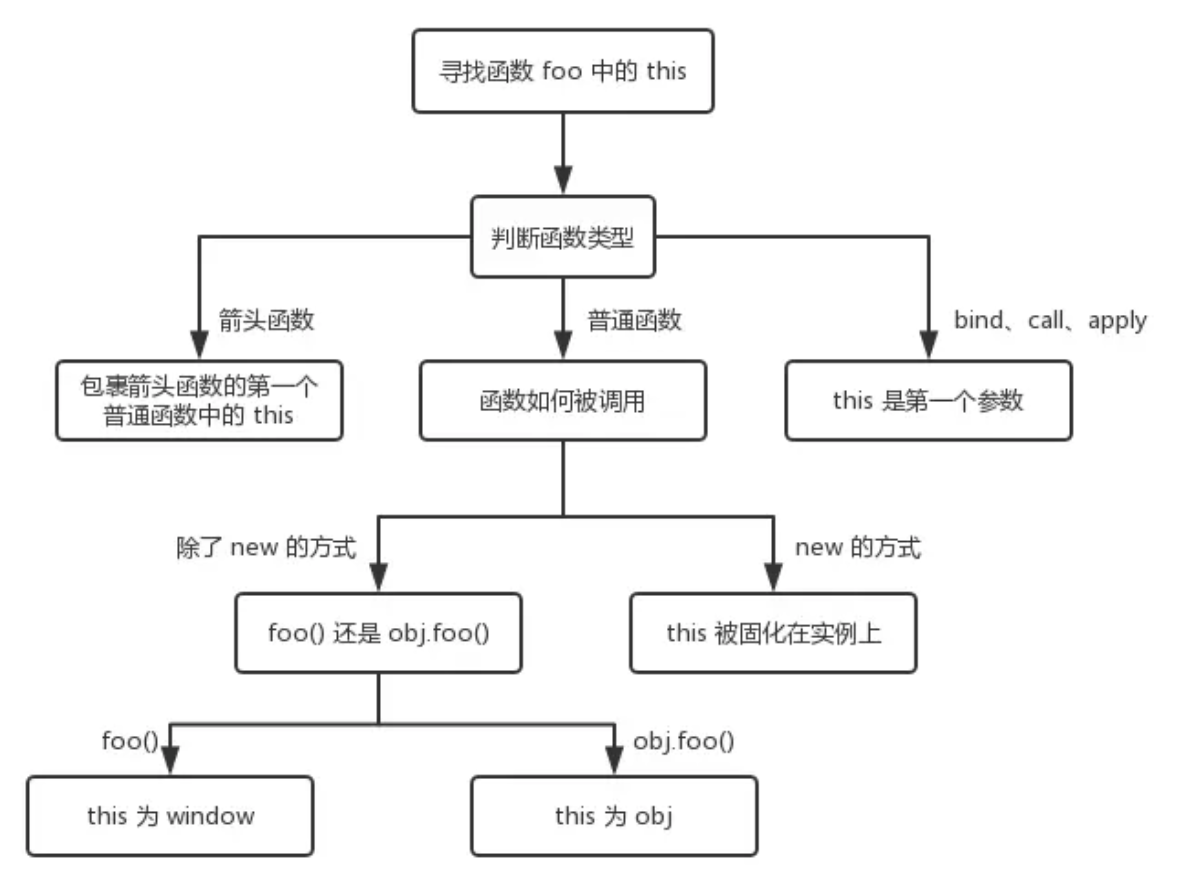 寻找函数 foo 中的 this
判断函数类型
箭头函数
普通函数
bind、call、apply
包裹箭头函数的第一个
普通函数中的 this
函数如何被调用
this 是第一个参数
除了 new 的方式
new 的方式
foo() 还是 obj.foo()
this 被固化在实例上
foo()
obj.foo()
this 为 window
this 为 obj